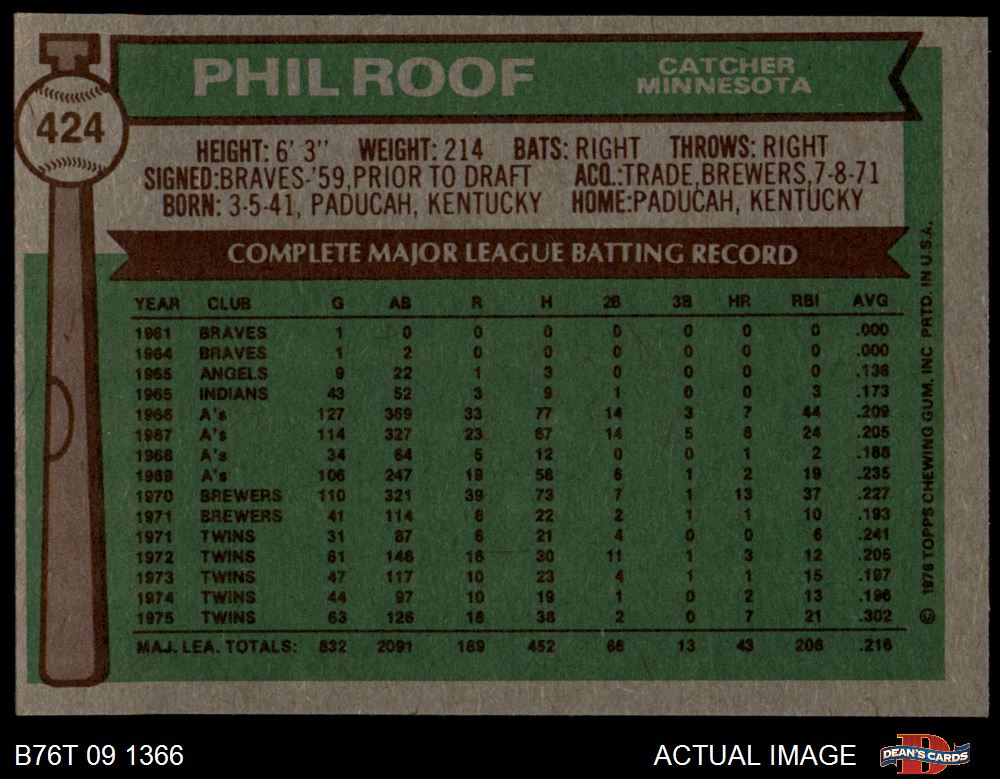 PHIL ROOF
CATCHER
MINNESOTA
424
HEIGHT: 6' 3" WEIGHT: 214 BATS: RIGHT THROWS: RIGHT
SIGNED:BRAVES-'59,PRIOR TO DRAFT ACQ.:TRADE,BREWERS,7-8-71
BORN: 3-5-41, PADUCAH, KENTUCKY HOME:PADUCAH, KENTUCKY
COMPLETE MAJOR LEAGUE BATTING RECORD
YEAR CLUB G AB R H 2B 3B HR RBI AVG
1961 BRAVES 1 0 0 0 0 0 0 0 .000
1964 BRAVES 1 2 0 0 0 0 0 0 .000
1965 ANGELS 9 22 1 3 0 0 0 0 .136
1965 INDIANS 43 52 3 9 1 0 0 3 .173
1966 A's 127 369 33 77 14 3 7 44 .209
1967 A's 114 327 23 67 14 5 6 24 .205
1968 A's 34 64 5 12 0 0 1 2 .188
1969 A's 106 247 19 58 6 1 2 19 .235
1970 BREWERS 110 321 39 73 7 1 13 37 .227
1971 BREWERS 41 114 6 22 2 1 1 10 .193
1971 TWINS 31 87 6 21 4 0 0 6 .241
1972 TWINS 61 146 16 30 11 1 3 12 .205
1973 TWINS 47 117 10 23 4 1 1 15 .197
1974 TWINS 44 97 10 19 1 0 2 13 .196
1975 TWINS 63 126 18 38 2 0 7 21 .302
MAJ. LEA. TOTALS: 832 2091 189 452 66 13 43 206 .216
© 1976 TOPPS CHEWING GUM, INC PRTD. IN U.S.A.
B76T 09 1366
ACTUAL IMAGE
DEAN'S CARDS